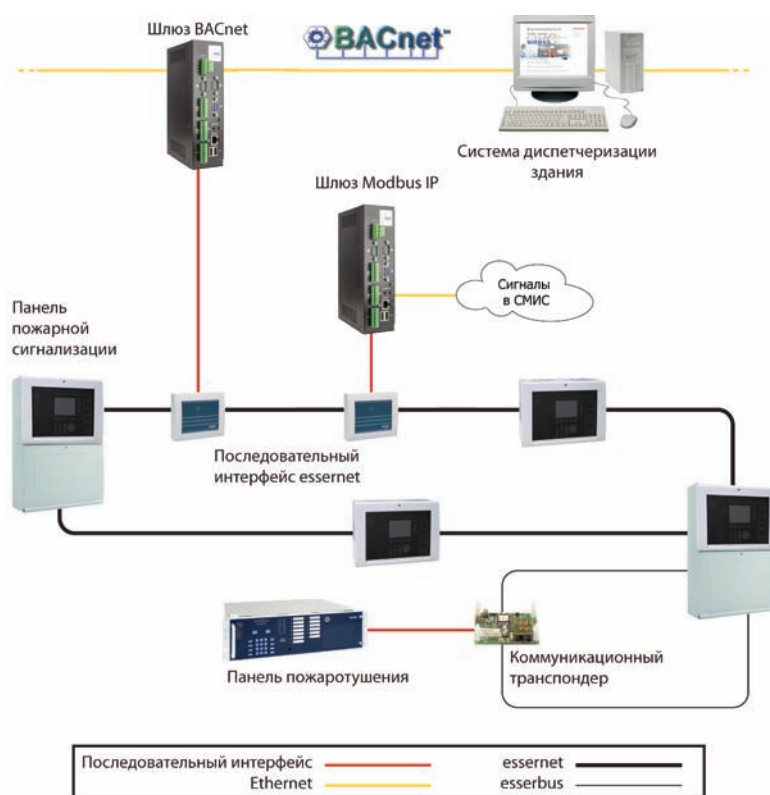 Шлюз BACnet
BACnet™
Система диспетчеризации
здания
Шлюз Modbus IP
Сигналы
в СМИС
Панель
пожарной
сигнализации
Последовательный
интерфейс essernet
Панель пожаротушения
Коммуникационный
транспондер
Последовательный интерфейс
essernet
Ethernet
esserbus